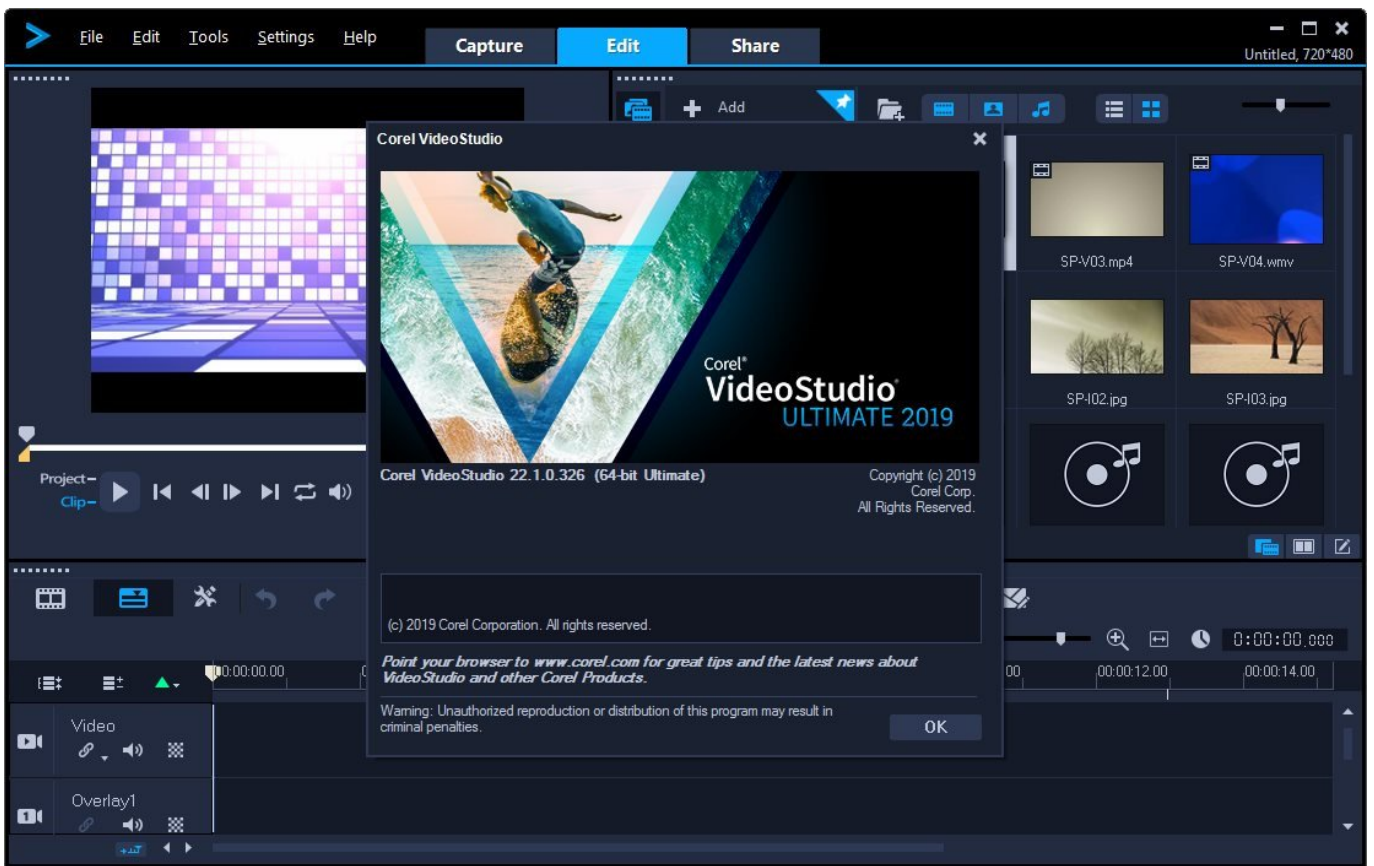 File Edit Tools Settings Help
Capture Edit Share
Untitled, 720*480
Add
Corel VideoStudio
SP-V03.mp4 SP-V04.wmv
Corel®
VideoStudio®
ULTIMATE 2019
SP-I02.jpg SP-I03.jpg
Corel VideoStudio 22.1.0.326 (64-bit Ultimate)
Copyright (c) 2019
Corel Corp.
All Rights Reserved.
Project
Clip
(c) 2019 Corel Corporation. All rights reserved.
0:00:00.000
Point your browser to www.corel.com for great tips and the latest news about
VideoStudio and other Corel Products.
00:00:00.00 00 00:00:12.00 00:00:14.00
Warning: Unauthorized reproduction or distribution of this program may result in
criminal penalties.
OK
Video
Overlay1
1